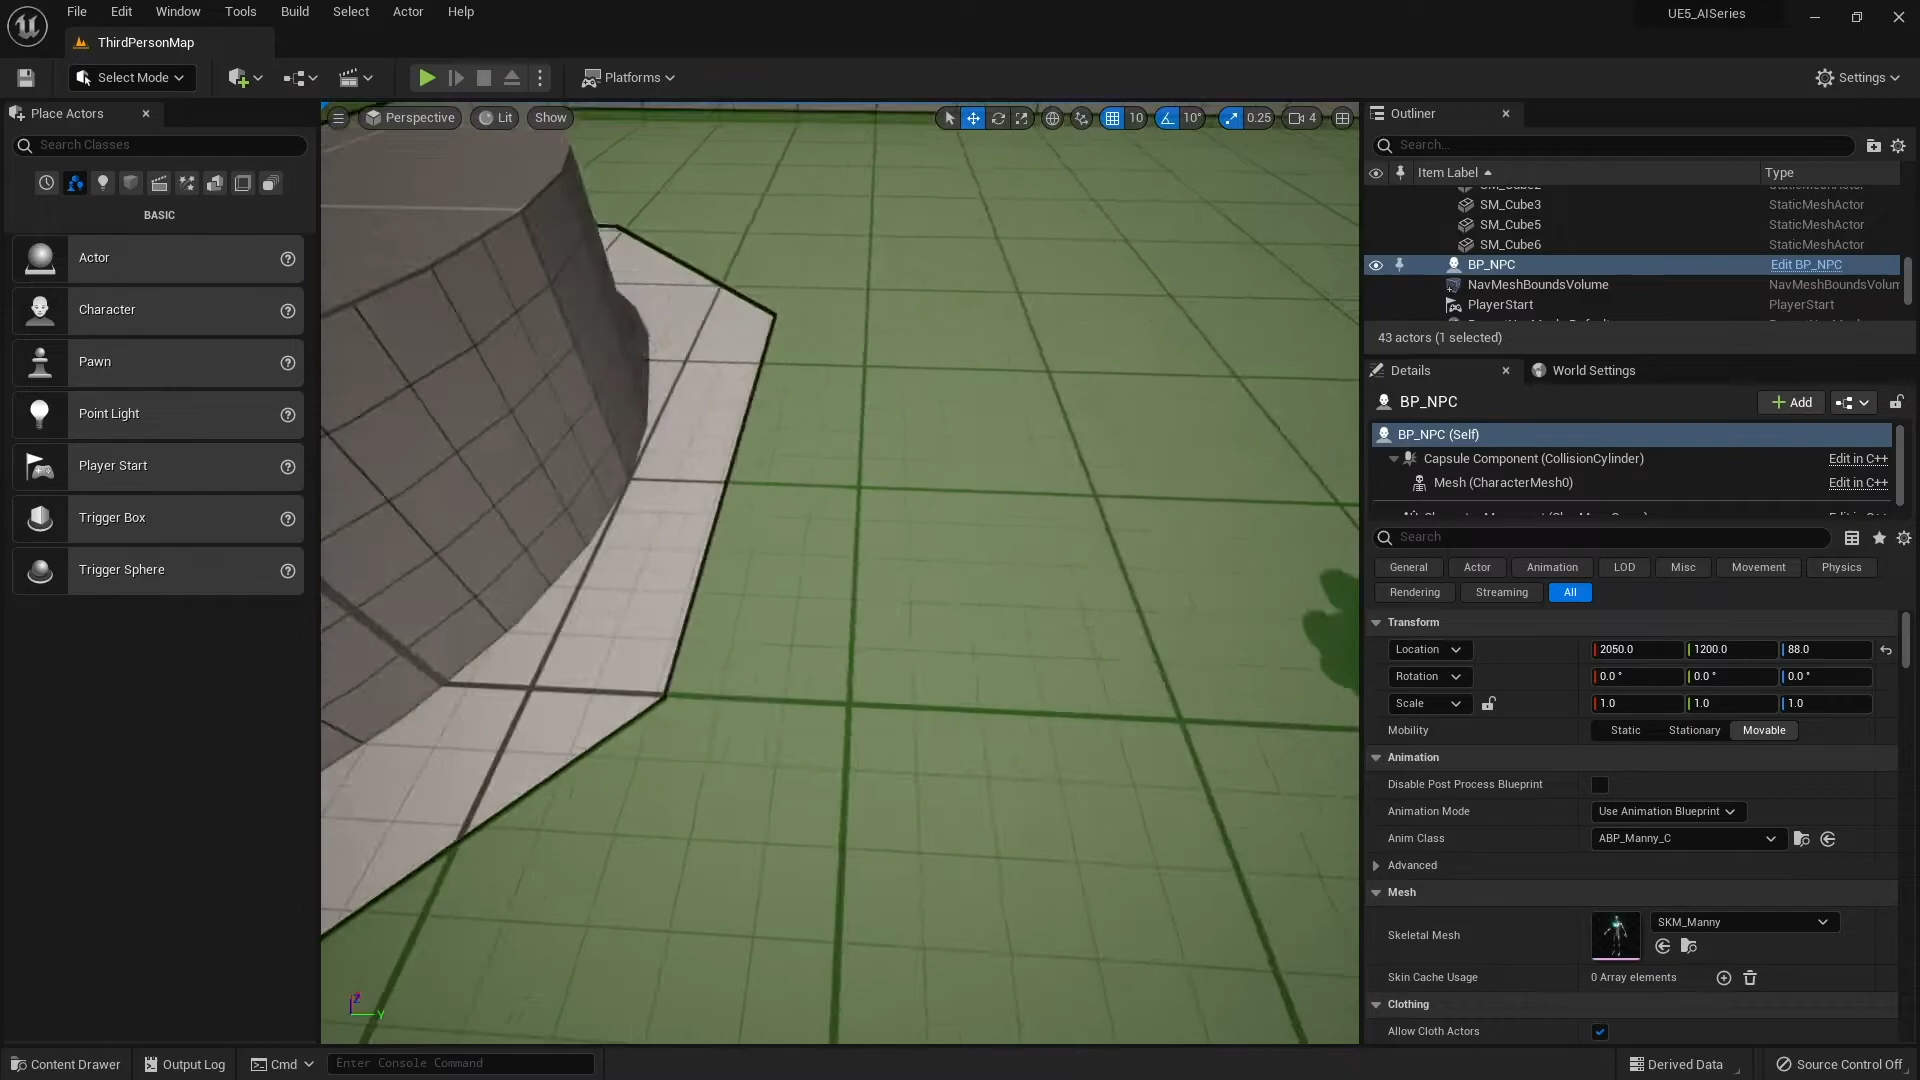 File Edit Window Tools Build Select Actor Help
UE5_AISeries
ThirdPersonMap
Select Mode
Platforms
Settings
Place Actors
Search Classes
BASIC
Actor
Character
Pawn
Point Light
Player Start
Trigger Box
Trigger Sphere
Perspective Lit Show
10 10° 0.25 4
Outliner
Search...
Item Label Type
SM_Cube2 StaticMeshActor
SM_Cube3 StaticMeshActor
SM_Cube5 StaticMeshActor
SM_Cube6 StaticMeshActor
BP_NPC Edit BP_NPC
NavMeshBoundsVolume NavMeshBoundsVolum
PlayerStart PlayerStart
43 actors (1 selected)
Details World Settings
BP_NPC
Add
BP_NPC (Self)
Capsule Component (CollisionCylinder) Edit in C++
Mesh (CharacterMesh0) Edit in C++
Search
General Actor Animation LOD Misc Movement Physics
Rendering Streaming All
Transform
Location 2050.0 1200.0 88.0
Rotation 0.0 ° 0.0 ° 0.0 °
Scale 1.0 1.0 1.0
Mobility Static Stationary Movable
Animation
Disable Post Process Blueprint
Animation Mode Use Animation Blueprint
Anim Class ABP_Manny_C
Advanced
Mesh
Skeletal Mesh SKM_Manny
Skin Cache Usage 0 Array elements
Clothing
Allow Cloth Actors
Z
Y
Content Drawer Output Log Cmd Enter Console Command Derived Data Source Control Off